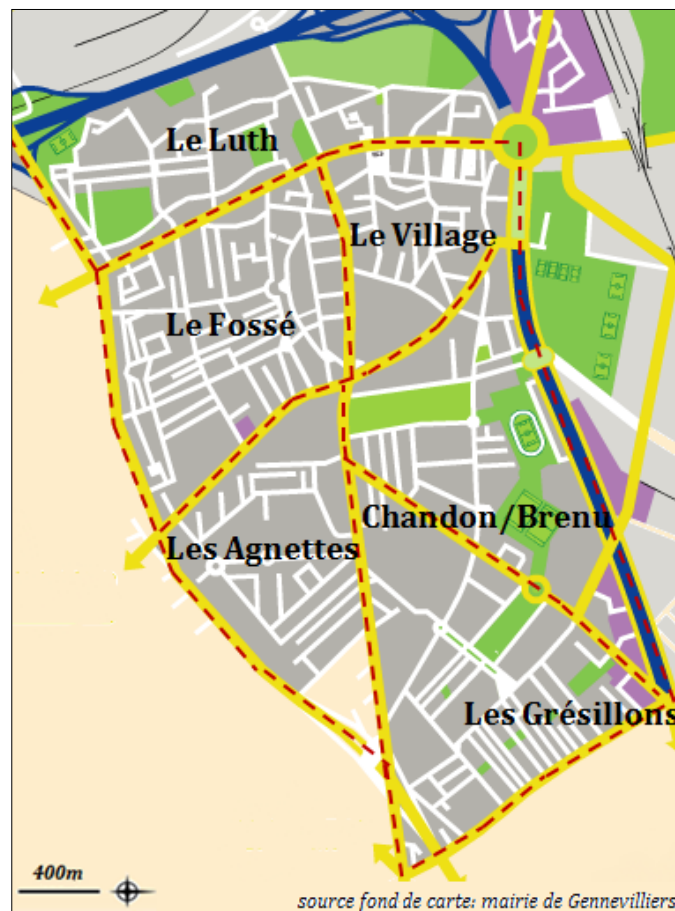 Le Luth
Le Village
Le Fossé
Chandon/Brenu
Les Agnettes
Les Grésillons
400m
source fond de carte: mairie de Gennevilliers